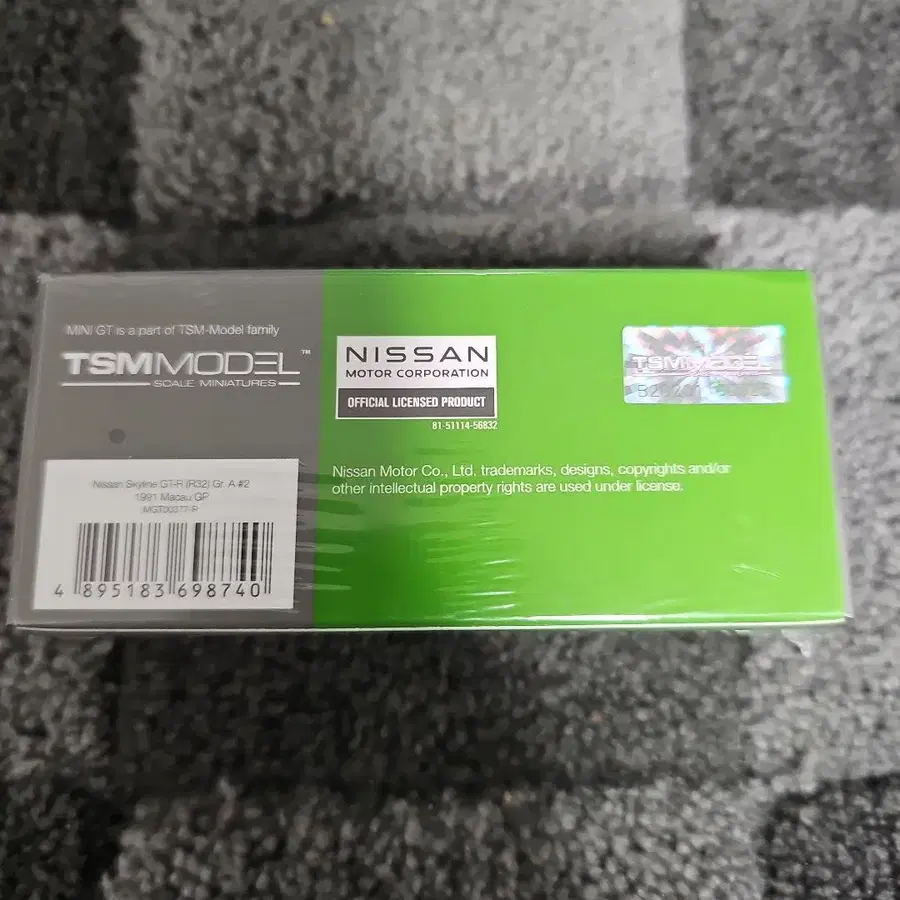 MINI GT is a part of TSM-Model family
TSMMODEL™
SCALE MINIATURES
NISSAN
MOTOR CORPORATION
OFFICIAL LICENSED PRODUCT
81-51114-56832
TSMMODEL
Nissan Motor Co., Ltd. trademarks, designs, copyrights and/or
other intellectual property rights are used under license.
Nissan Skyline GT-R (R32) Gr. A #2
1991 Macau GP
MGT00377-R
4 895183 698740